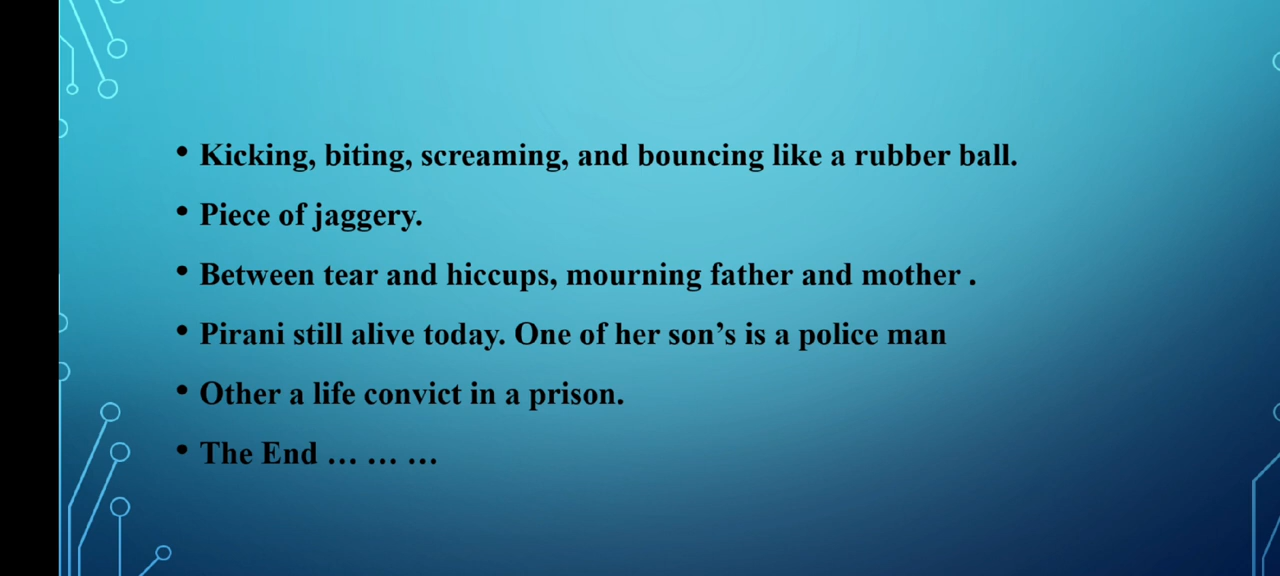 • Kicking, biting, screaming, and bouncing like a rubber ball.
• Piece of jaggery.
• Between tear and hiccups, mourning father and mother .
• Pirani still alive today. One of her son’s is a police man
• Other a life convict in a prison.
• The End … … …